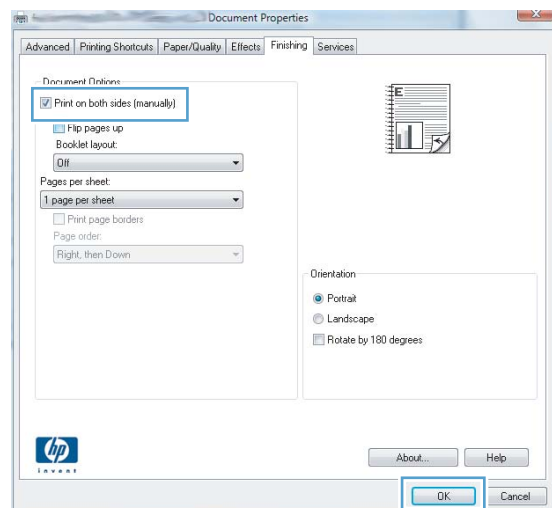 Document Properties
Advanced Printing Shortcuts Paper/Quality Effects Finishing Services
Document Options
Print on both sides (manually)
Flip pages up
Booklet layout:
Off
Pages per sheet:
1 page per sheet
Print page borders
Page order:
Right, then Down
E
Orientation
Portrait
Landscape
Rotate by 180 degrees
hp
invent
About... Help
OK Cancel